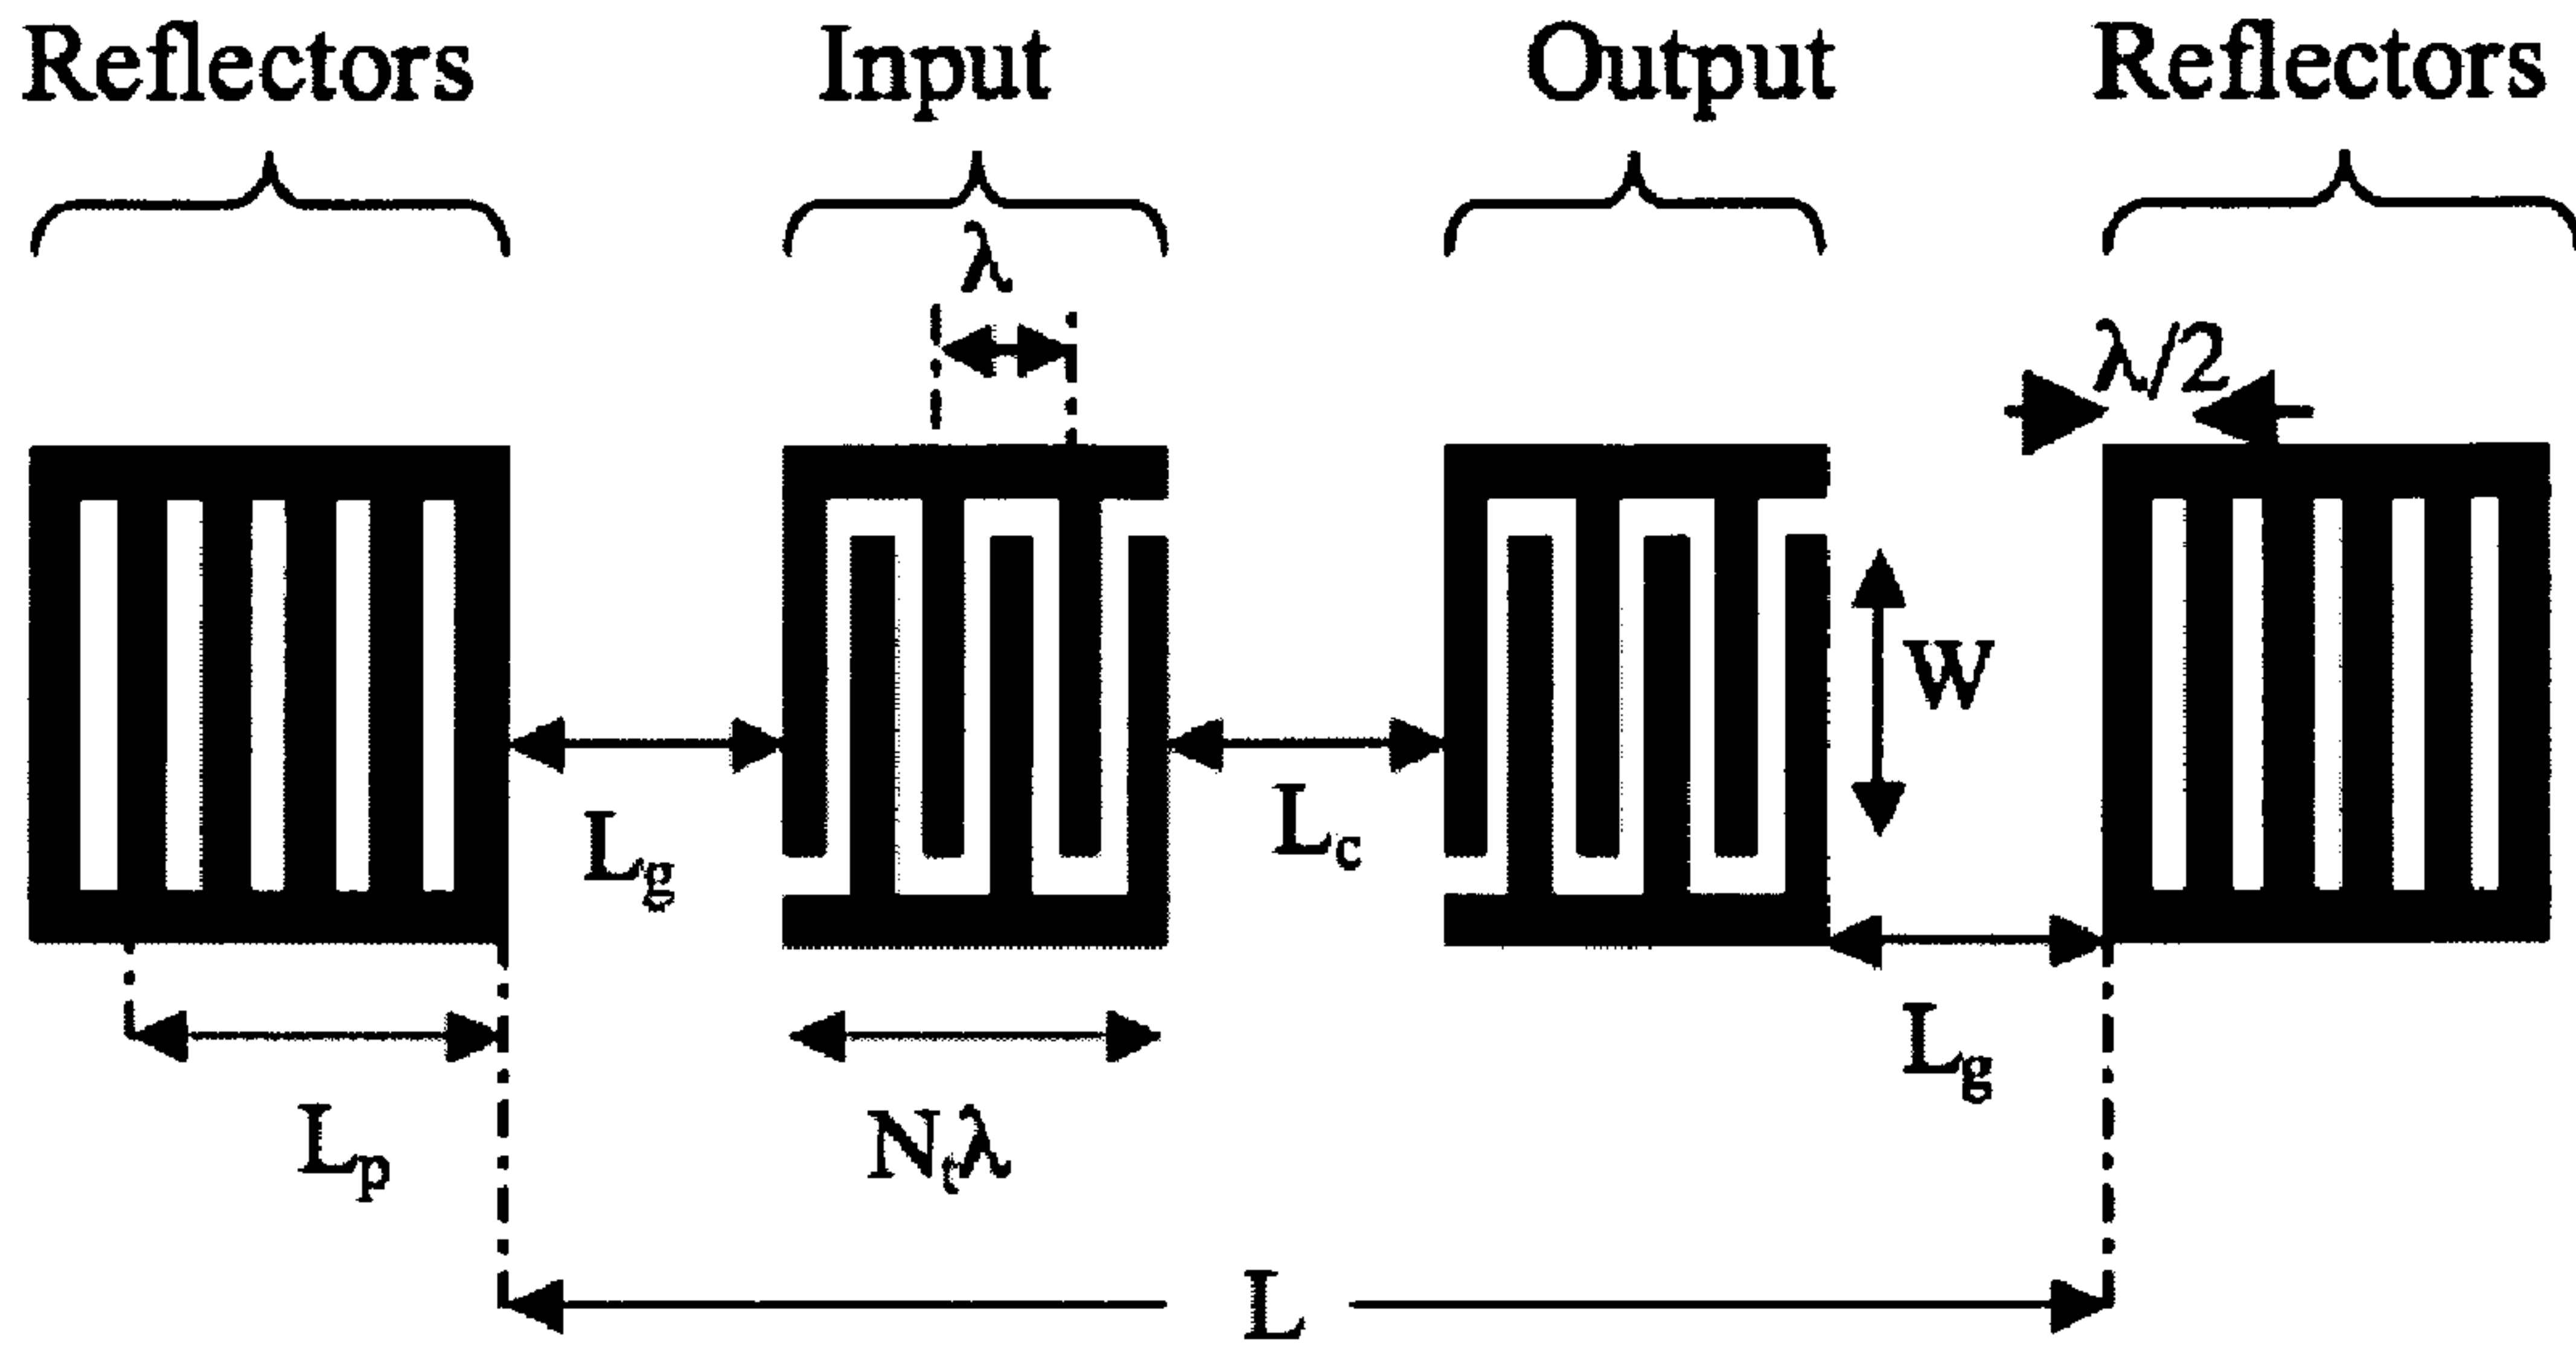 Reflectors Input Output Reflectors
λ
λ/2
W
Lg Lc
Lg
Lp Ntλ
L